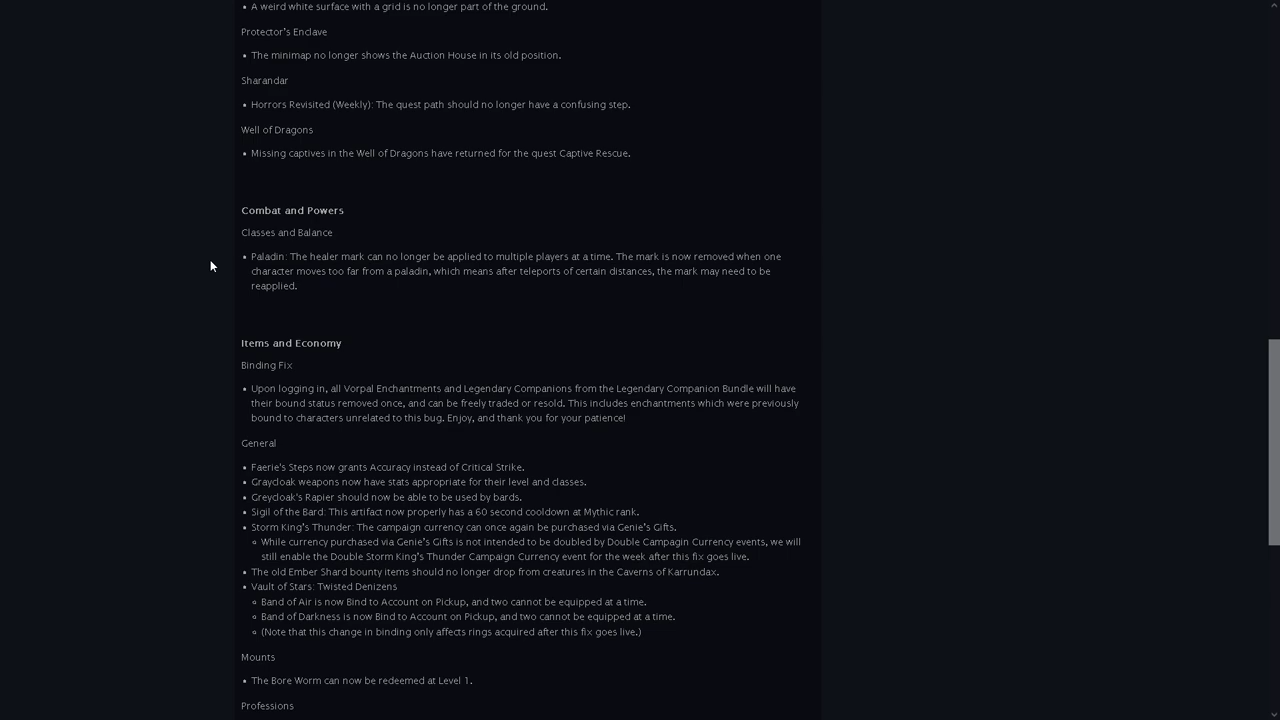 • A weird white surface with a grid is no longer part of the ground.
Protector's Enclave
• The minimap no longer shows the Auction House in its old position.
Sharandar
• Horrors Revisited (Weekly): The quest path should no longer have a confusing step.
Well of Dragons
• Missing captives in the Well of Dragons have returned for the quest Captive Rescue.
Combat and Powers
Classes and Balance
• Paladin: The healer mark can no longer be applied to multiple players at a time. The mark is now removed when one
character moves too far from a paladin, which means after teleports of certain distances, the mark may need to be
reapplied.
Items and Economy
Binding Fix
• Upon logging in, all Vorpal Enchantments and Legendary Companions from the Legendary Companion Bundle will have
their bound status removed once, and can be freely traded or resold. This includes enchantments which were previously
bound to characters unrelated to this bug. Enjoy, and thank you for your patience!
General
• Faerie's Steps now grants Accuracy instead of Critical Strike.
• Graycloak weapons now have stats appropriate for their level and classes.
• Greycloak's Rapier should now be able to be used by bards.
• Sigil of the Bard: This artifact now properly has a 60 second cooldown at Mythic rank.
• Storm King's Thunder: The campaign currency can once again be purchased via Genie's Gifts.
◦ While currency purchased via Genie's Gifts is not intended to be doubled by Double Campagin Currency events, we will
still enable the Double Storm King's Thunder Campaign Currency event for the week after this fix goes live.
• The old Ember Shard bounty items should no longer drop from creatures in the Caverns of Karrundax.
• Vault of Stars: Twisted Denizens
◦ Band of Air is now Bind to Account on Pickup, and two cannot be equipped at a time.
◦ Band of Darkness is now Bind to Account on Pickup, and two cannot be equipped at a time.
◦ (Note that this change in binding only affects rings acquired after this fix goes live.)
Mounts
• The Bore Worm can now be redeemed at Level 1.
Professions